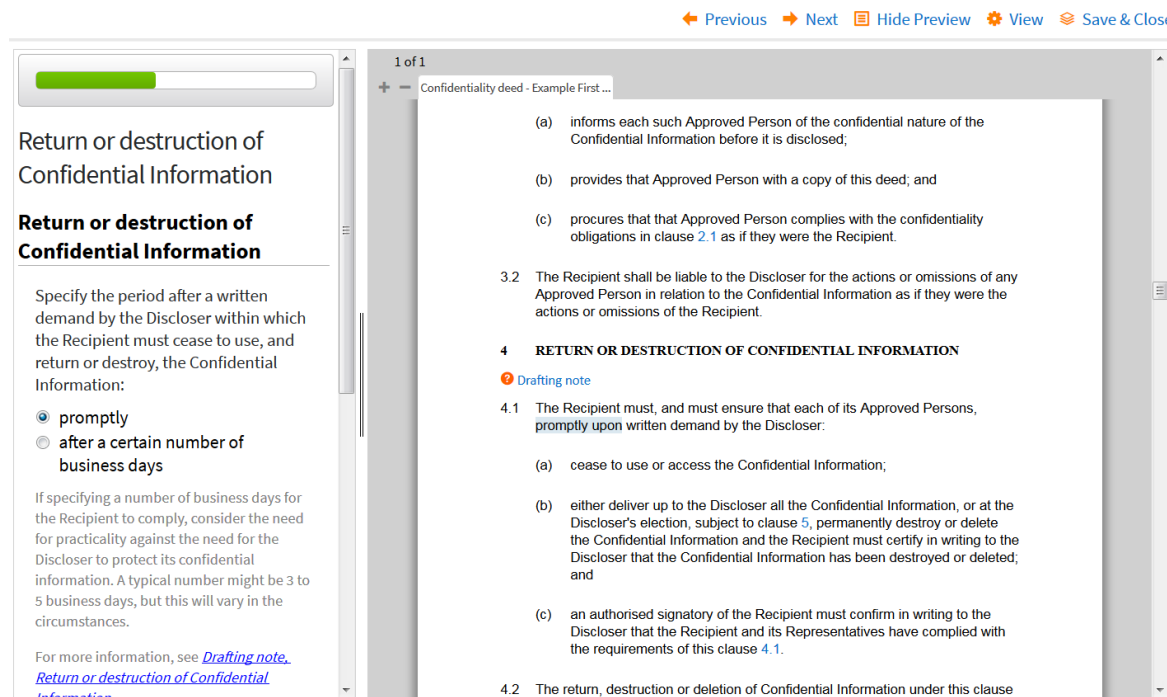 Previous Next Hide Preview View Save & Close
Return or destruction of
Confidential Information
Return or destruction of
Confidential Information
Specify the period after a written
demand by the Discloser within which
the Recipient must cease to use, and
return or destroy, the Confidential
Information:
promptly
after a certain number of
business days
If specifying a number of business days for
the Recipient to comply, consider the need
for practicality against the need for the
Discloser to protect its confidential
information. A typical number might be 3 to
5 business days, but this will vary in the
circumstances.
For more information, see Drafting note,
Return or destruction of Confidential
Information
1 of 1
Confidentiality deed - Example First ...
(a) informs each such Approved Person of the confidential nature of the
Confidential Information before it is disclosed;
(b) provides that Approved Person with a copy of this deed; and
(c) procures that that Approved Person complies with the confidentiality
obligations in clause 2.1 as if they were the Recipient.
3.2 The Recipient shall be liable to the Discloser for the actions or omissions of any
Approved Person in relation to the Confidential Information as if they were the
actions or omissions of the Recipient.
4 RETURN OR DESTRUCTION OF CONFIDENTIAL INFORMATION
? Drafting note
4.1 The Recipient must, and must ensure that each of its Approved Persons,
promptly upon written demand by the Discloser:
(a) cease to use or access the Confidential Information;
(b) either deliver up to the Discloser all the Confidential Information, or at the
Discloser's election, subject to clause 5, permanently destroy or delete
the Confidential Information and the Recipient must certify in writing to the
Discloser that the Confidential Information has been destroyed or deleted;
and
(c) an authorised signatory of the Recipient must confirm in writing to the
Discloser that the Recipient and its Representatives have complied with
the requirements of this clause 4.1.
4.2 The return, destruction or deletion of Confidential Information under this clause